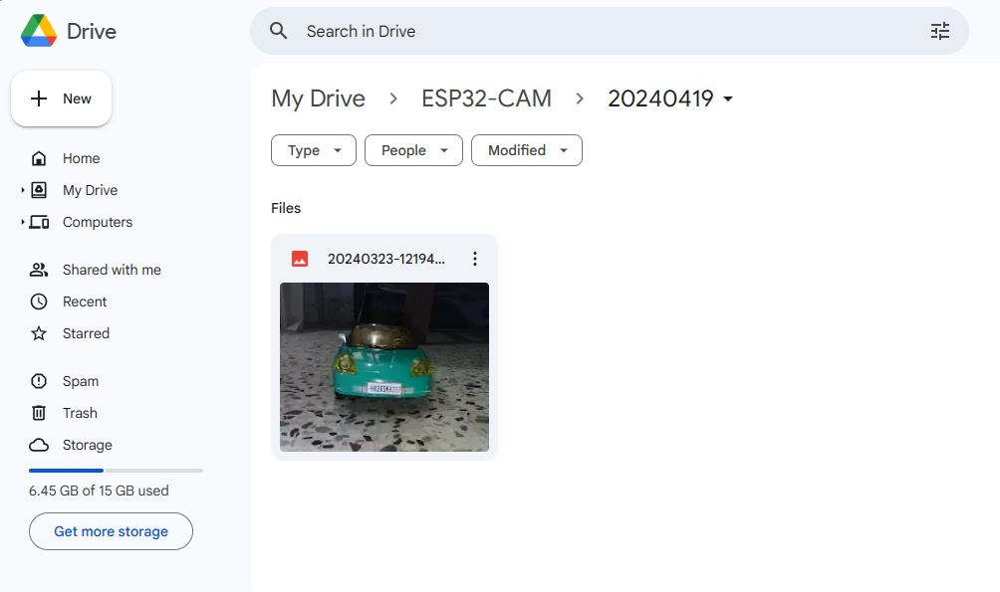 Drive
Search in Drive
New
My Drive > ESP32-CAM > 20240419
Type
People
Modified
Home
My Drive
Computers
Files
20240323-12194...
Shared with me
Recent
Starred
Spam
Trash
Storage
6.45 GB of 15 GB used
Get more storage